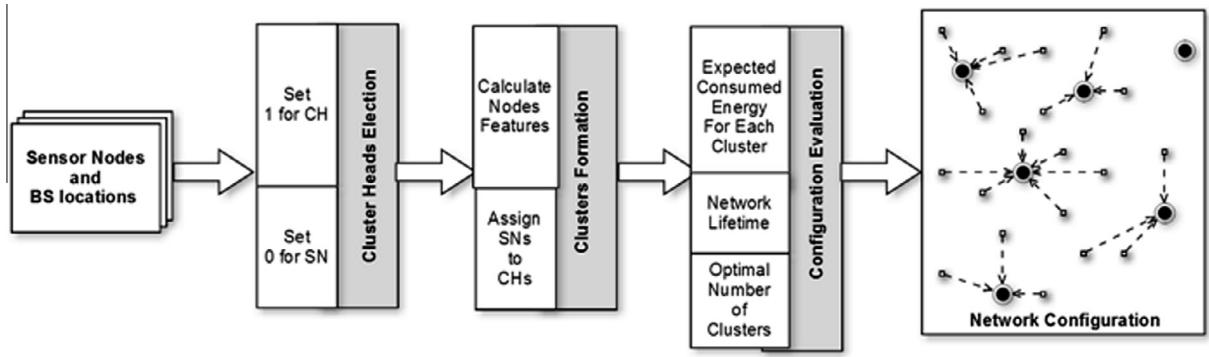 Sensor Nodes
and
BS locations
Set
1 for CH
Set
0 for SN
Cluster Heads Election
Calculate
Nodes
Features
Assign
SNs
to
CHs
Clusters Formation
Expected
Consumed
Energy
For Each
Cluster
Network
Lifetime
Optimal
Number
of
Clusters
Configuration Evaluation
Network Configuration